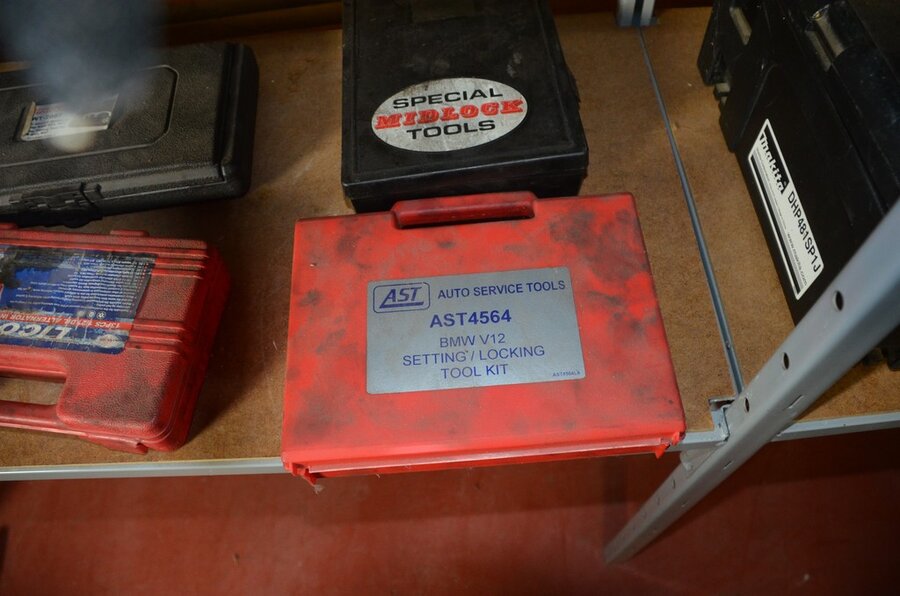 SPECIAL
MIDLOCK
TOOLS
makita
DHP481SP1J
AST
AUTO SERVICE TOOLS
AST4564
BMW V12
SETTING / LOCKING
TOOL KIT